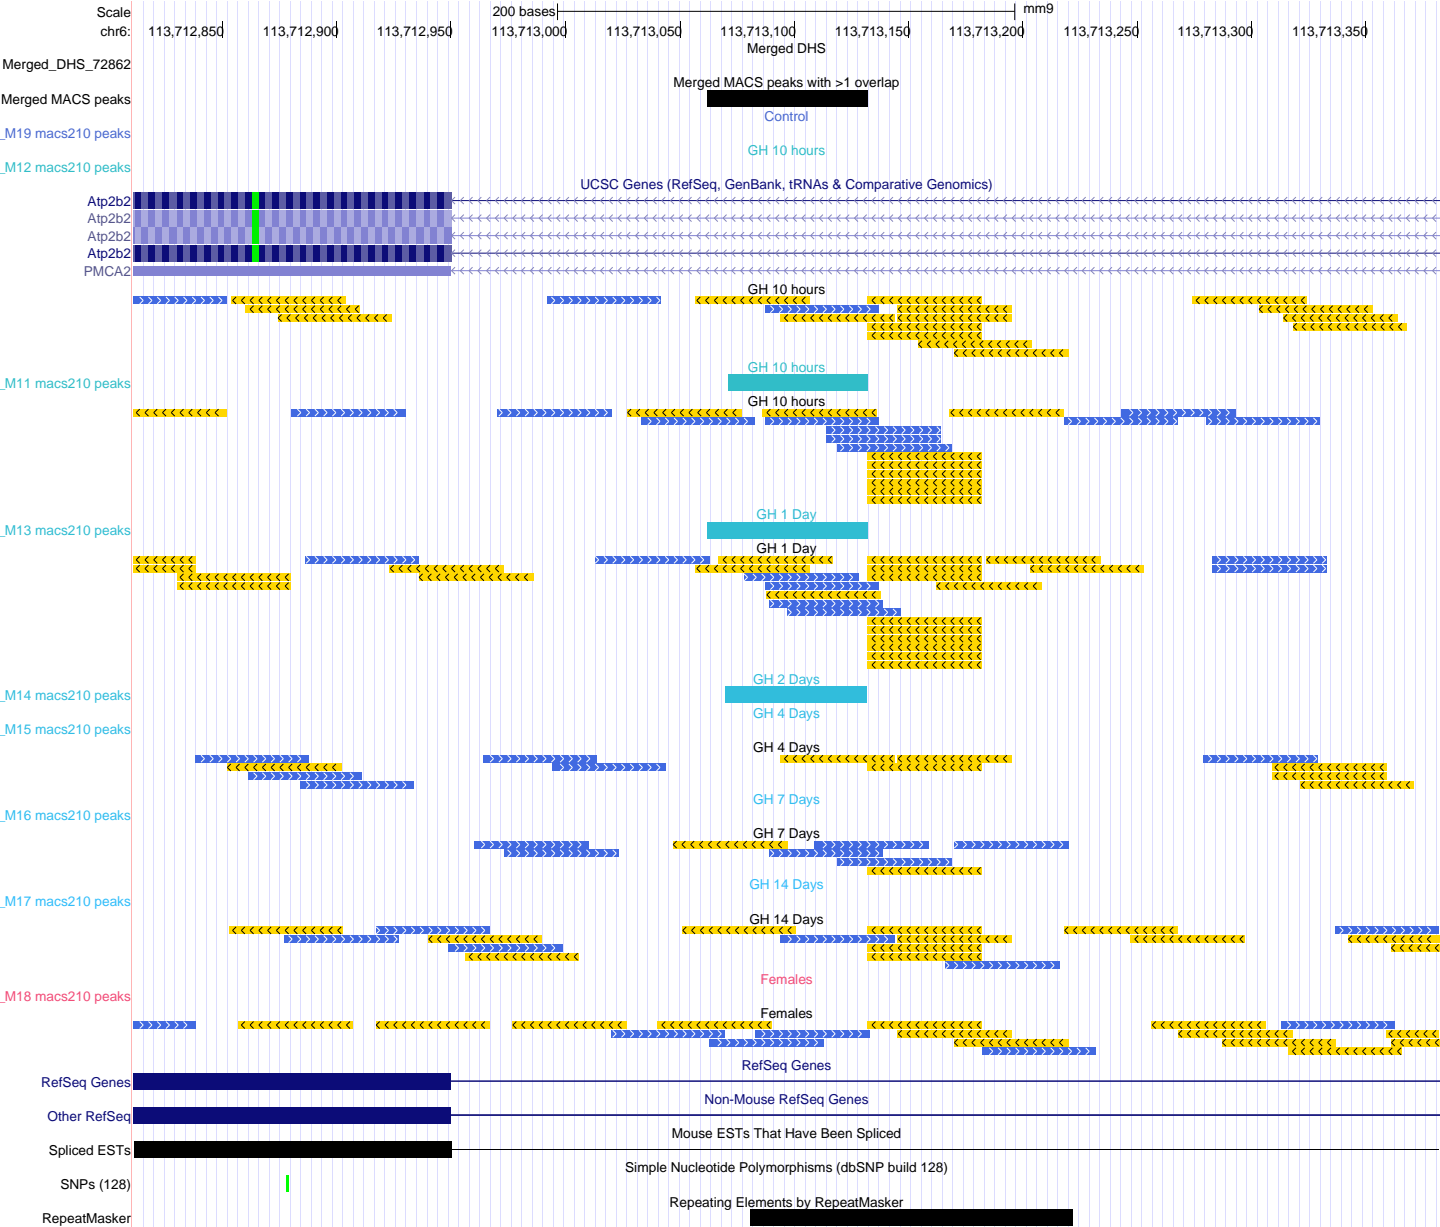 Scale 200 bases mm9
chr6: 113,712,850 113,712,900 113,712,950 113,713,000 113,713,050 113,713,100 113,713,150 113,713,200 113,713,250 113,713,300 113,713,350
Merged DHS
Merged_DHS_72862
Merged MACS peaks with >1 overlap
Merged MACS peaks
Control
_M19 macs210 peaks
GH 10 hours
_M12 macs210 peaks
UCSC Genes (RefSeq, GenBank, tRNAs & Comparative Genomics)
Atp2b2
Atp2b2
Atp2b2
Atp2b2
PMCA2
GH 10 hours
GH 10 hours
_M11 macs210 peaks
GH 10 hours
GH 1 Day
_M13 macs210 peaks
GH 1 Day
GH 2 Days
_M14 macs210 peaks
GH 4 Days
_M15 macs210 peaks
GH 4 Days
GH 7 Days
_M16 macs210 peaks
GH 7 Days
GH 14 Days
_M17 macs210 peaks
GH 14 Days
Females
_M18 macs210 peaks
Females
RefSeq Genes
RefSeq Genes
Non-Mouse RefSeq Genes
Other RefSeq
Mouse ESTs That Have Been Spliced
Spliced ESTs
Simple Nucleotide Polymorphisms (dbSNP build 128)
SNPs (128)
Repeating Elements by RepeatMasker
RepeatMasker